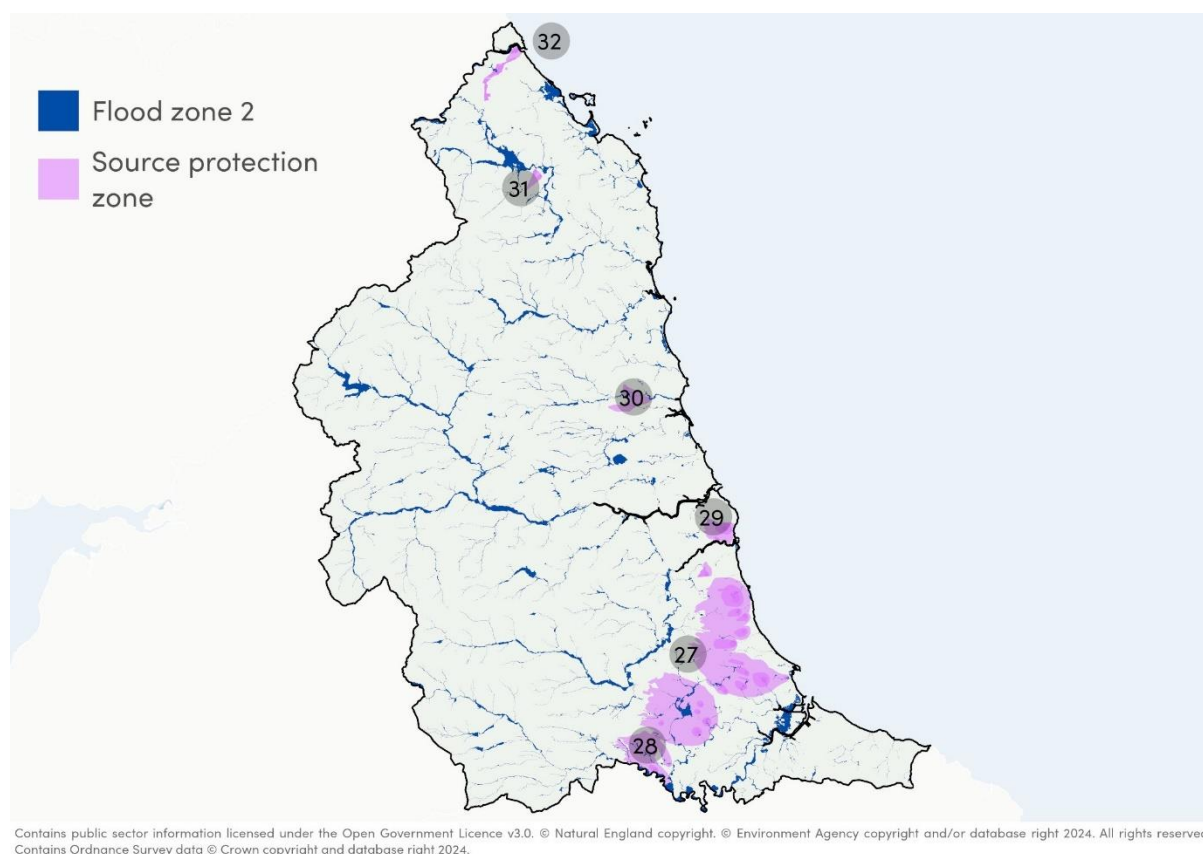 32
Flood zone 2
Source protection
zone
31
30
29
27
28
Contains public sector information licensed under the Open Government Licence v3.0. © Natural England copyright. © Environment Agency copyright and/or database right 2024. All rights reserved
Contains Ordnance Survey data © Crown copyright and database right 2024.